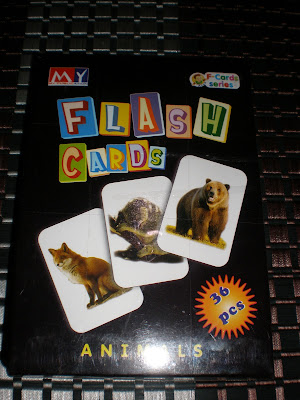 MY
F-Cards
series
FLASH
CARDS
36
pcs
ANIMALS